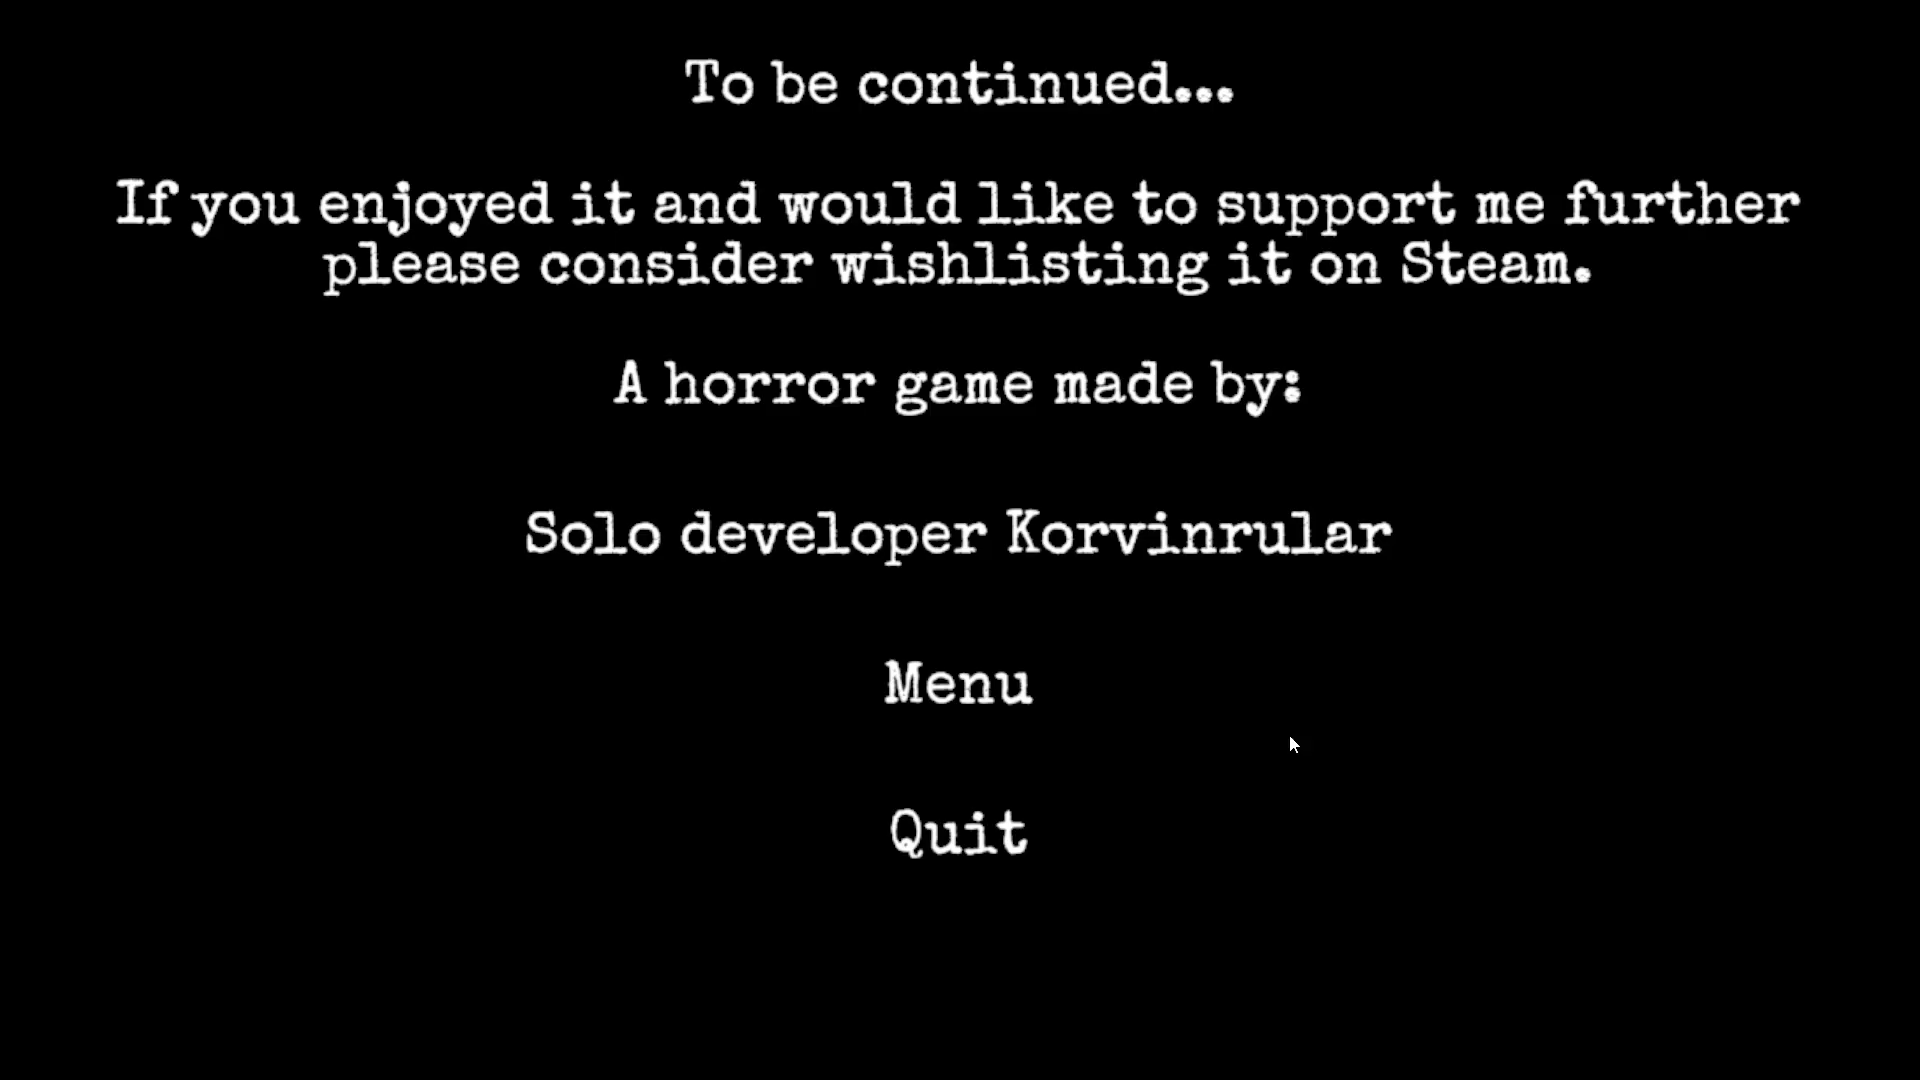 To be continued...
If you enjoyed it and would like to support me further
please consider wishlisting it on Steam.
A horror game made by:
Solo developer Korvinrular
Menu
Quit